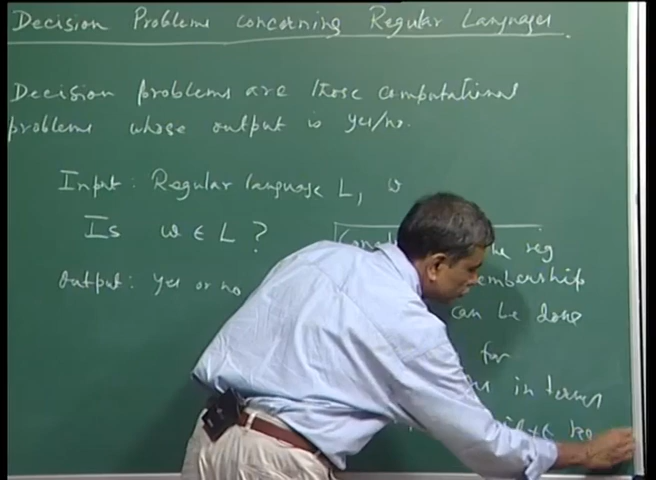 Decision Problems concerning Regular Languages.
Decision problems are those computational
problems whose output is yes/no.
Input: Regular language L, w
Is w ∈ L ?
Output: yes or no
reg
can be done
for
in terms